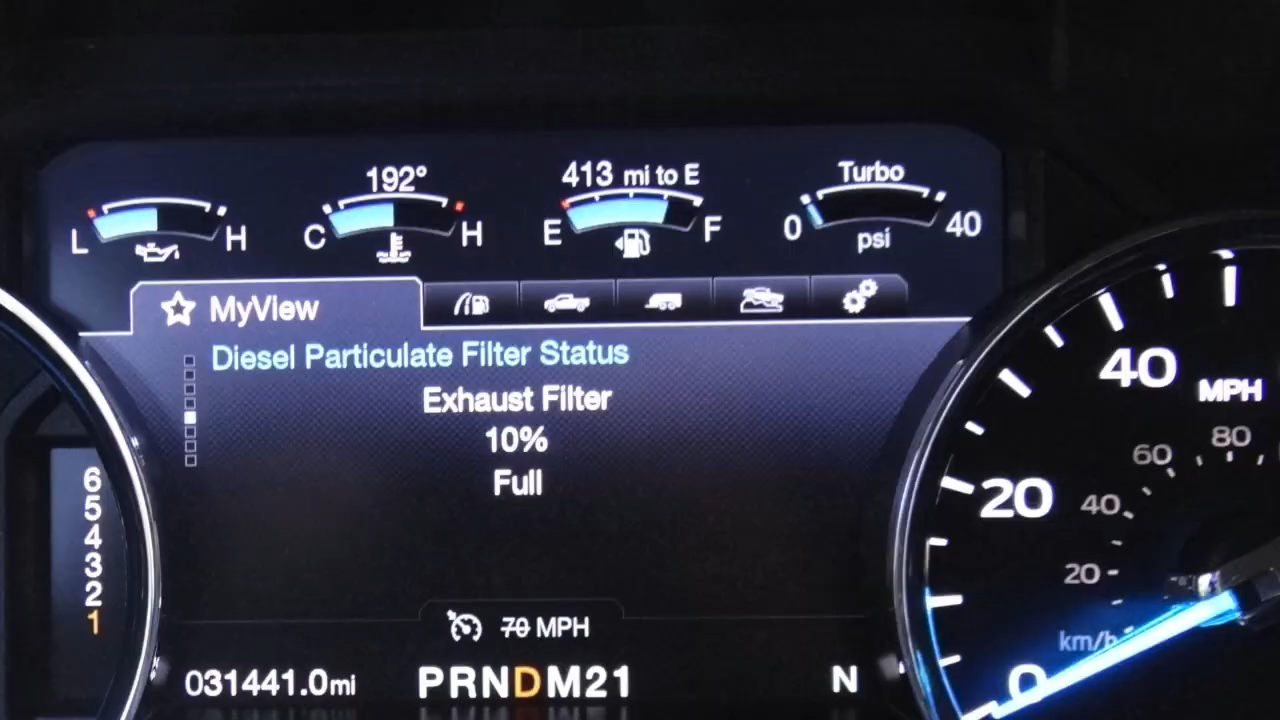 192°
413 mi to E
Turbo
L H
C H
E F
0 40
psi
MyView
Diesel Particulate Filter Status
Exhaust Filter
10%
Full
6
5
4
3
2
1
70 MPH
031441.0mi
PRNDM21
N
40
MPH
80
60
20
40
20
km/h
0